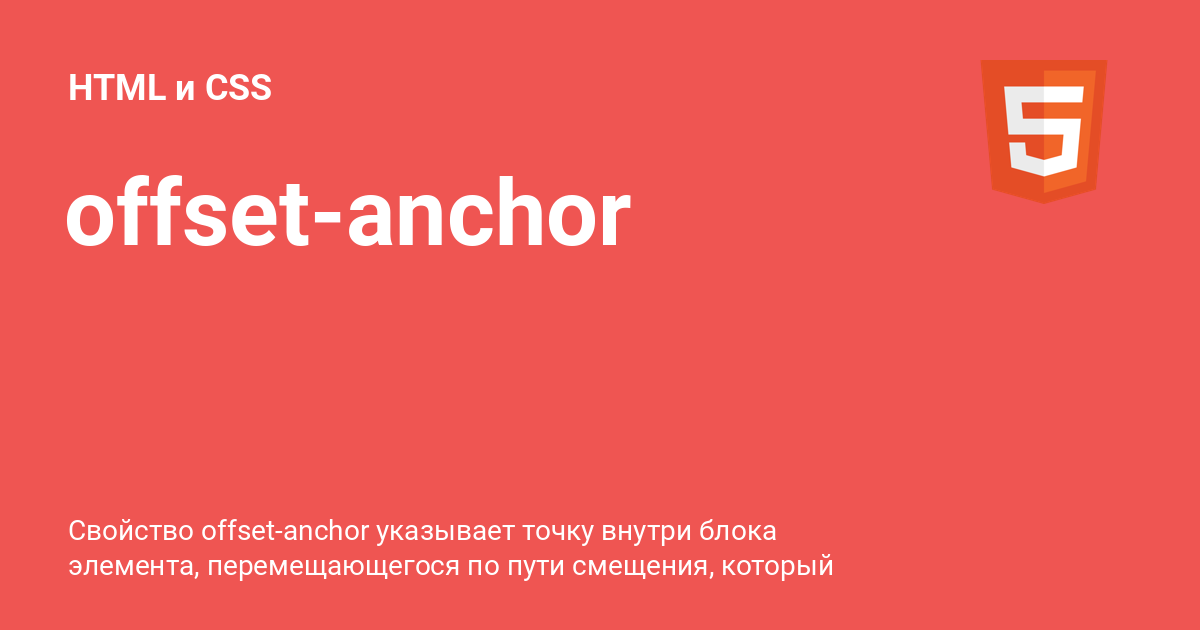 HTML и CSS
offset-anchor
Свойство offset-anchor указывает точку внутри блока
элемента, перемещающегося по пути смещения, который